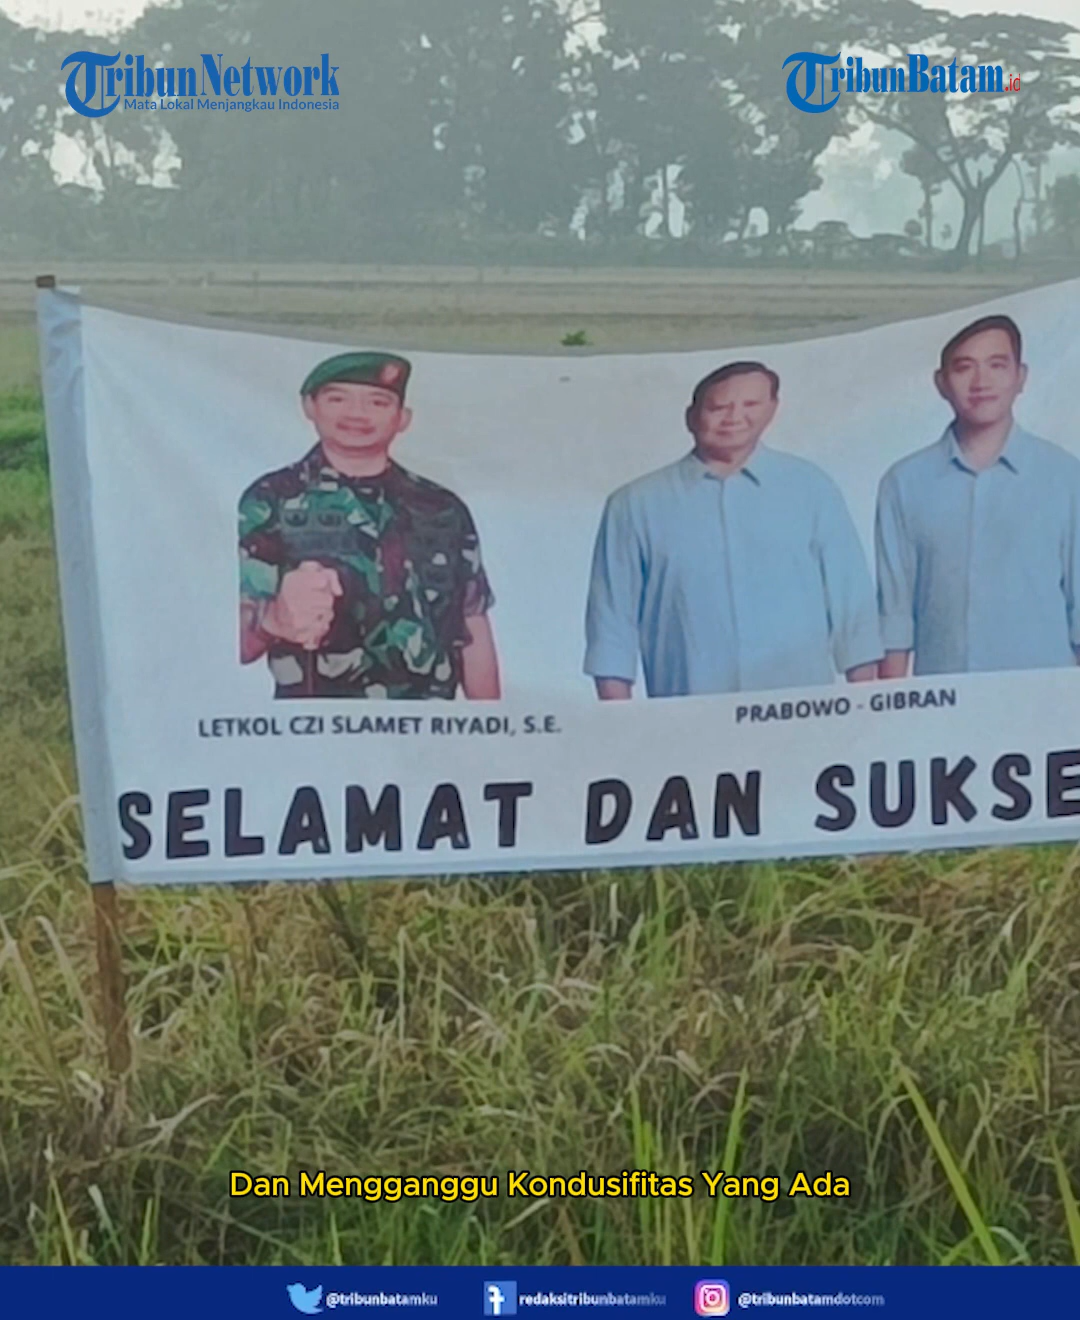 TribunNetwork
Mata Lokal Menjangkau Indonesia
TribunBatam.id
LETKOL CZI SLAMET RIYADI, S.E.
PRABOWO - GIBRAN
SELAMAT DAN SUKSE
Dan Mengganggu Kondusifitas Yang Ada
@tribunbatamku
redaksitribunbatamku
@tribunbatamdotcom